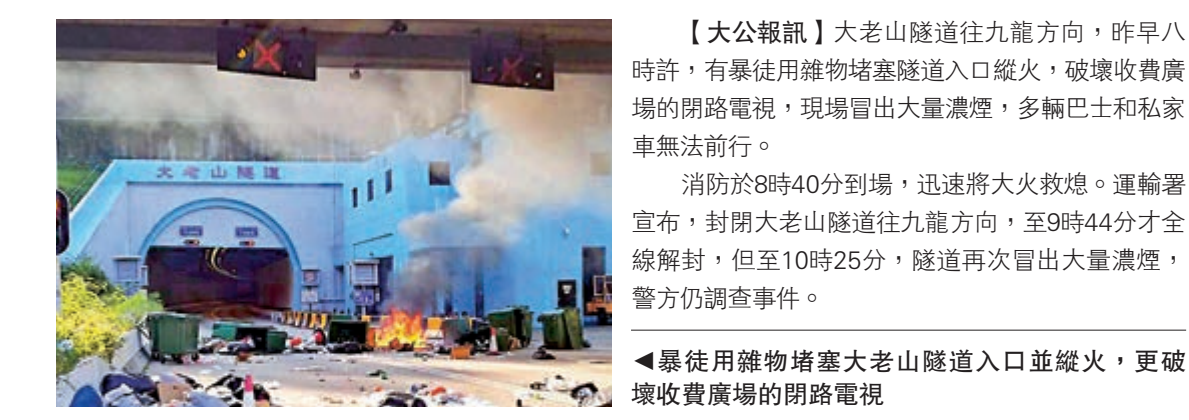 大老山隧道
【大公報訊】大老山隧道往九龍方向，昨早八
時許，有暴徒用雜物堵塞隧道入口縱火，破壞收費廣
場的閉路電視，現場冒出大量濃煙，多輛巴士和私家
車無法前行。
消防於8時40分到場，迅速將大火救熄。運輸署
宣布，封閉大老山隧道往九龍方向，至9時44分才全
線解封，但至10時25分，隧道再次冒出大量濃煙，
警方仍調查事件。
◀暴徒用雜物堵塞大老山隧道入口並縱火，更破
壞收費廣場的閉路電視